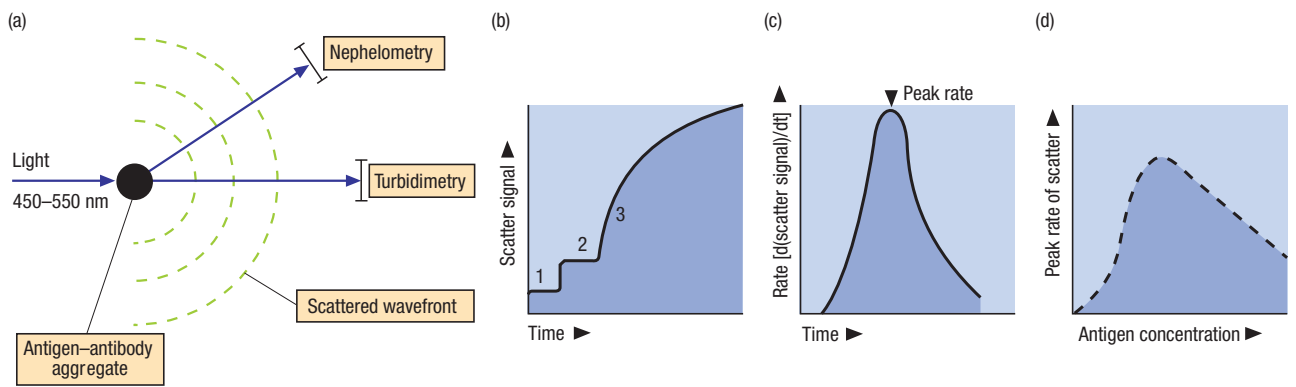 (a)
Nephelometry
Light
450–550 nm
Turbidimetry
Scattered wavefront
Antigen–antibody
aggregate
(b)
Scatter signal ▲
1
2
3
Time ►
(c)
▼ Peak rate
Rate [d(scatter signal)/dt] ▲
Time ►
(d)
Peak rate of scatter ▲
Antigen concentration ►